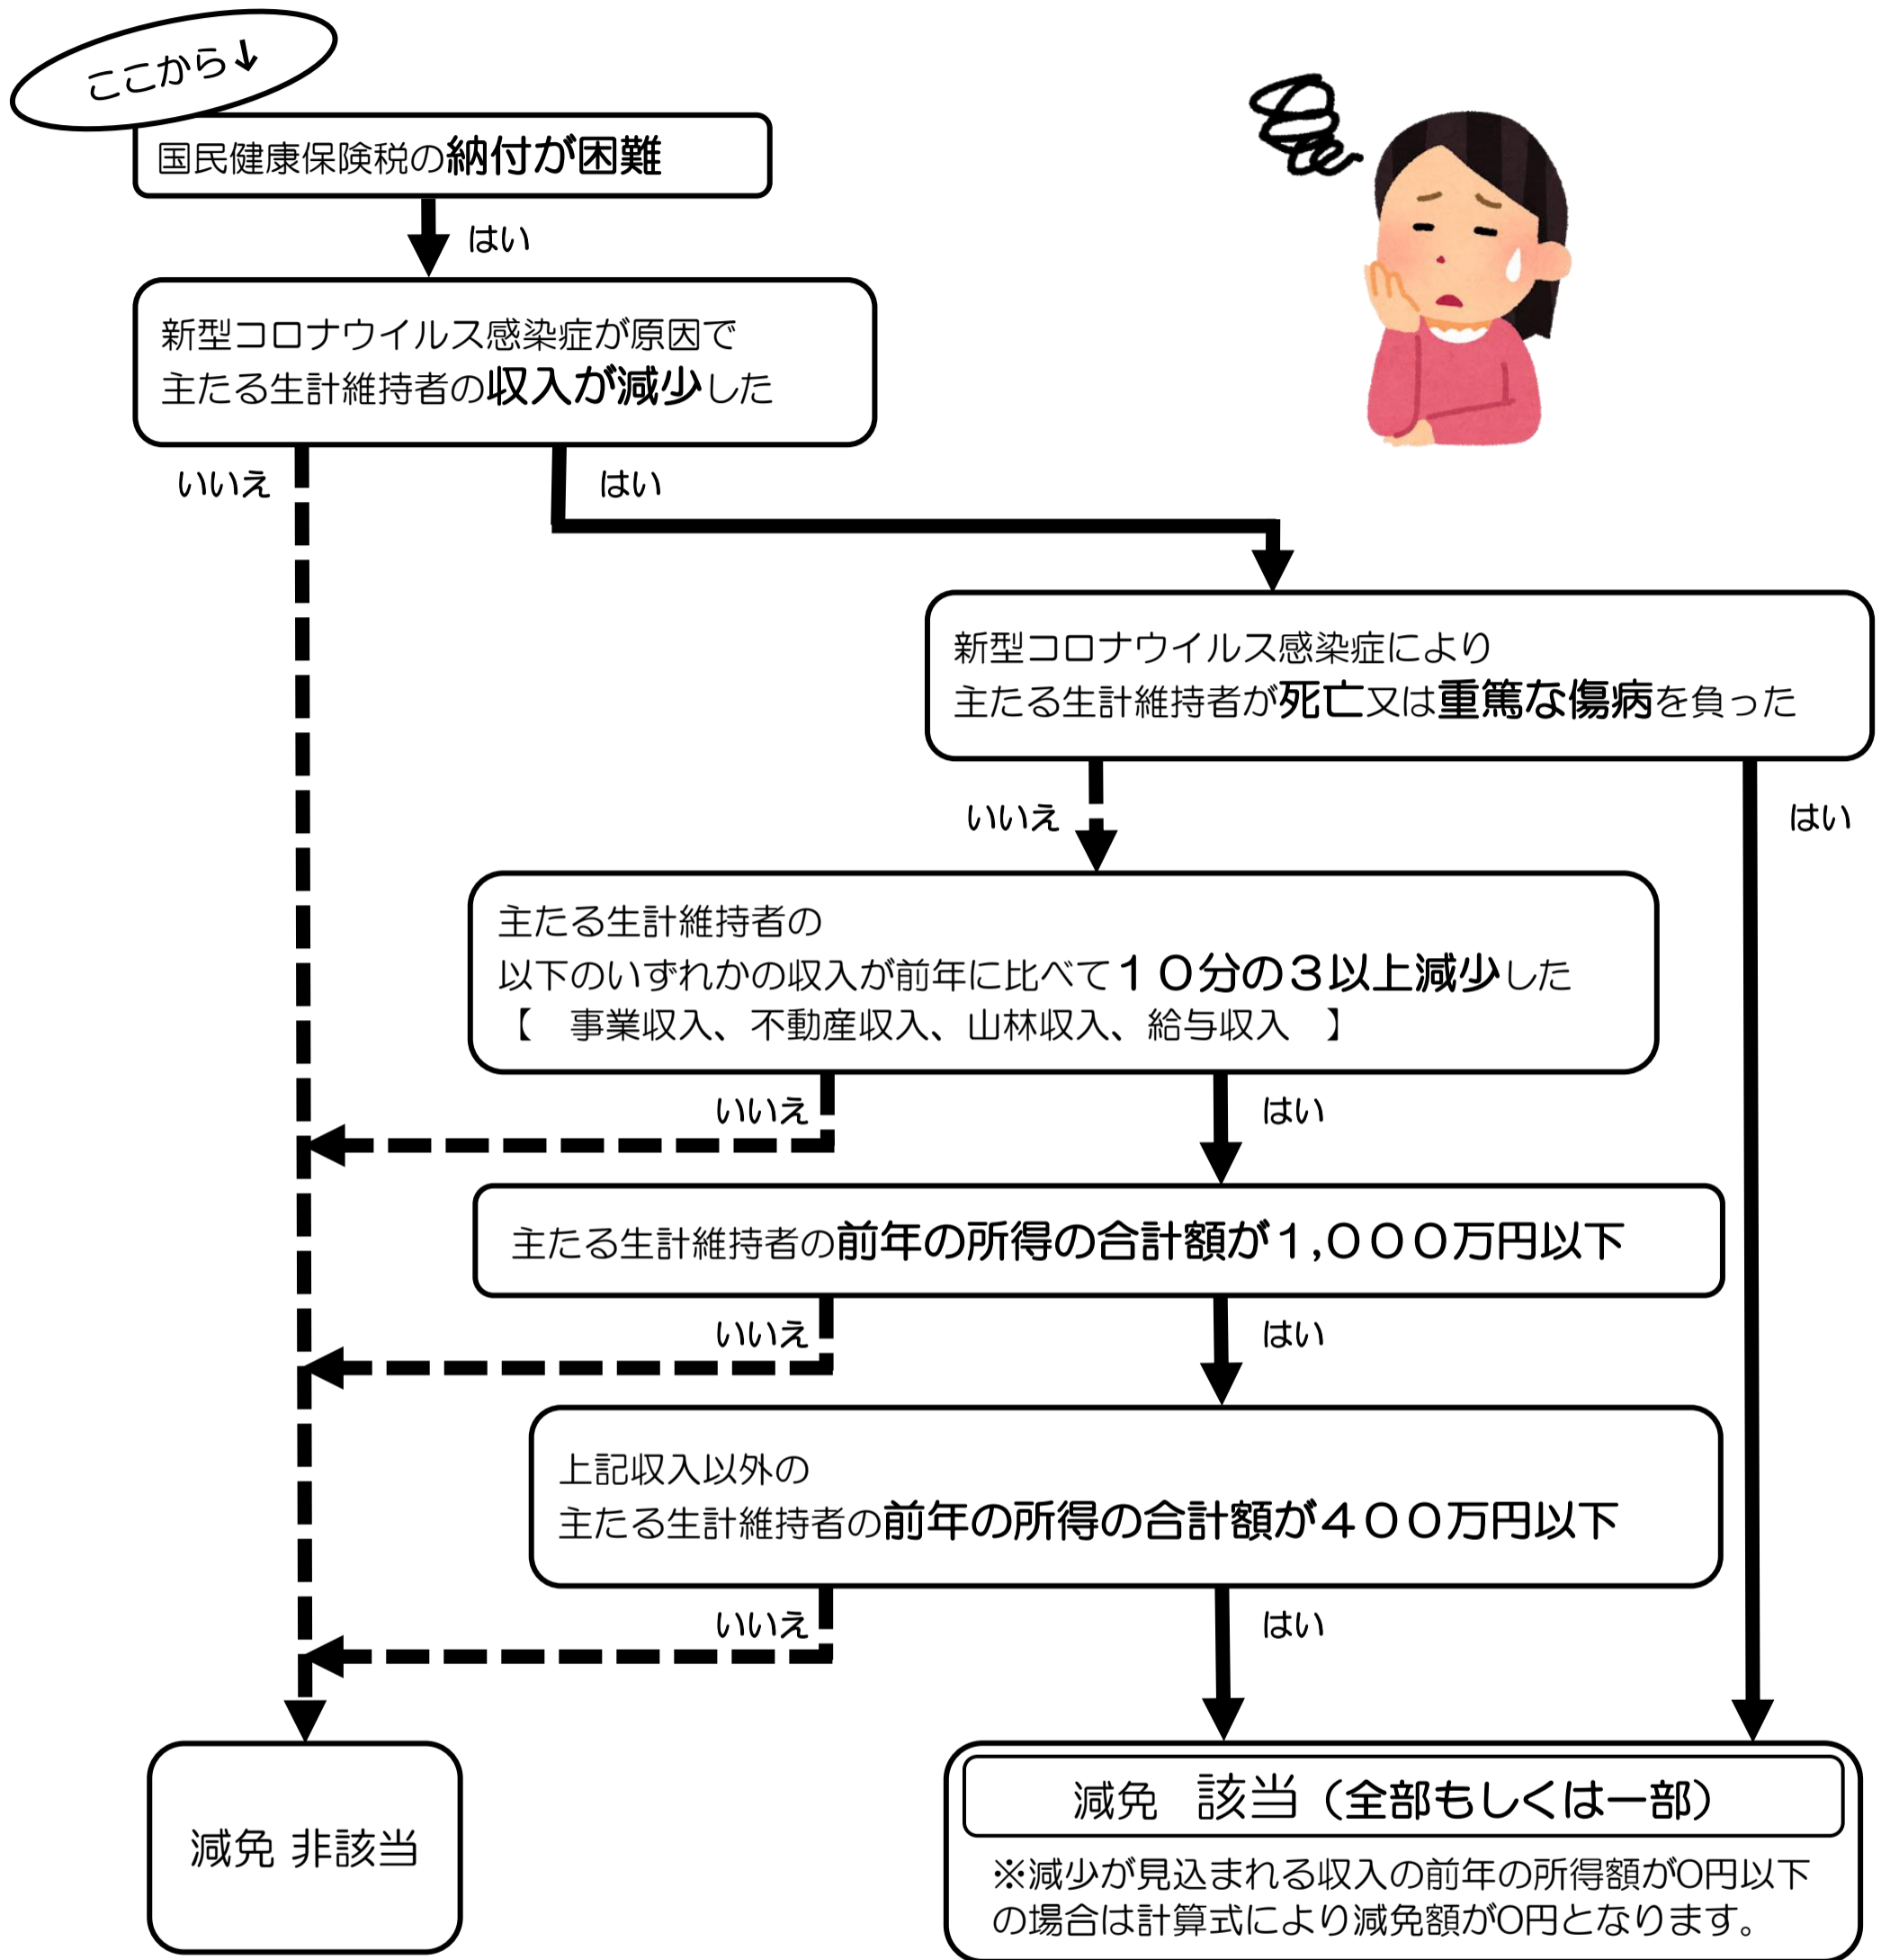 ここから↓
国民健康保険税の納付が困難
はい
新型コロナウイルス感染症が原因で
主たる生計維持者の収入が減少した
いいえ
はい
新型コロナウイルス感染症により
主たる生計維持者が死亡又は重篤な傷病を負った
いいえ
はい
主たる生計維持者の
以下のいずれかの収入が前年に比べて１０分の３以上減少した
【　事業収入、不動産収入、山林収入、給与収入　】
いいえ
はい
主たる生計維持者の前年の所得の合計額が１,０００万円以下
いいえ
はい
上記収入以外の
主たる生計維持者の前年の所得の合計額が４００万円以下
いいえ
はい
減免 非該当
減免　該当（全部もしくは一部）
※減少が見込まれる収入の前年の所得額が0円以下
の場合は計算式により減免額が0円となります。